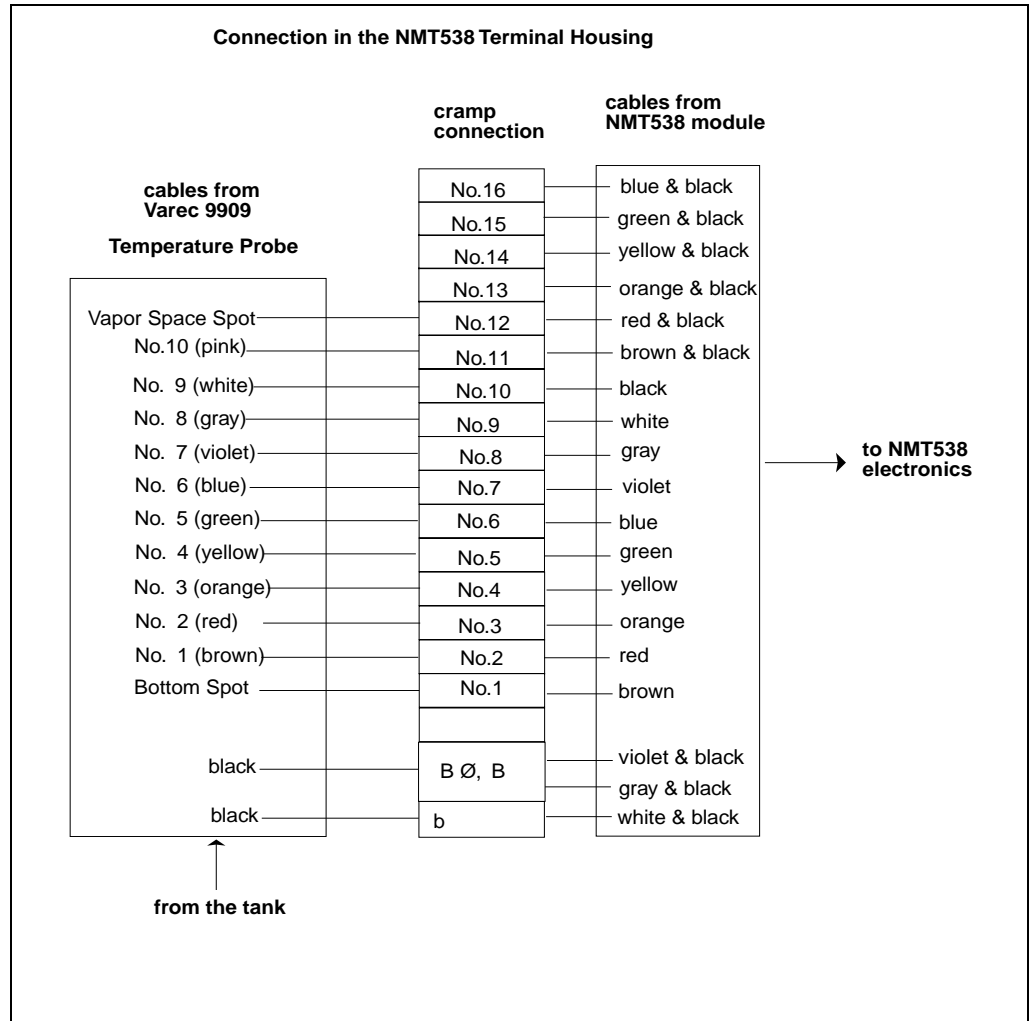 Connection in the NMT538 Terminal Housing
cramp
connection
cables from
NMT538 module
cables from
Varec 9909
Temperature Probe
No.16 blue & black
No.15 green & black
No.14 yellow & black
No.13 orange & black
Vapor Space Spot No.12 red & black
No.10 (pink) No.11 brown & black
No. 9 (white) No.10 black
No. 8 (gray) No.9 white
No. 7 (violet) No.8 gray
No. 6 (blue) No.7 violet
No. 5 (green) No.6 blue
No. 4 (yellow) No.5 green
No. 3 (orange) No.4 yellow
No. 2 (red) No.3 orange
No. 1 (brown) No.2 red
Bottom Spot No.1 brown
black B Ø, B violet & black
gray & black
black b white & black
to NMT538
electronics
from the tank